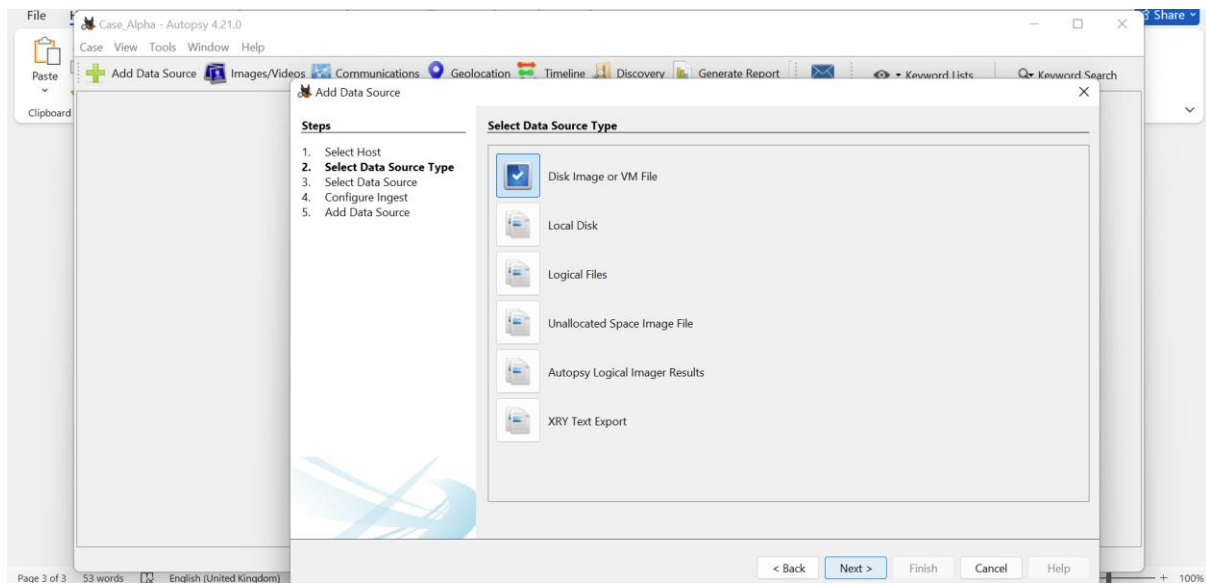 File
Share
Case_Alpha - Autopsy 4.21.0
Case View Tools Window Help
Paste
Add Data Source Images/Videos Communications Geolocation Timeline Discovery Generate Report Keyword Lists Keyword Search
Clipboard
Add Data Source
Steps
1. Select Host
2. Select Data Source Type
3. Select Data Source
4. Configure Ingest
5. Add Data Source
Select Data Source Type
Disk Image or VM File
Local Disk
Logical Files
Unallocated Space Image File
Autopsy Logical Imager Results
XRY Text Export
< Back Next > Finish Cancel Help
Page 3 of 3 53 words English (United Kingdom) + 100%